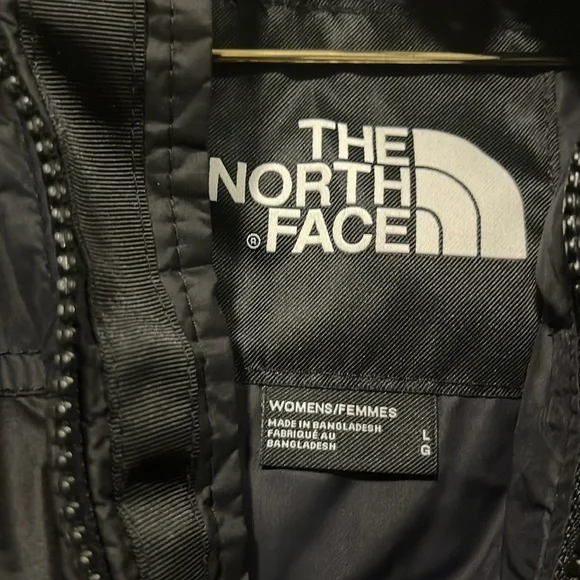 THE
NORTH
® FACE
WOMENS/FEMMES
MADE IN BANGLADESH
FABRIQUÉ AU
BANGLADESH
L
G